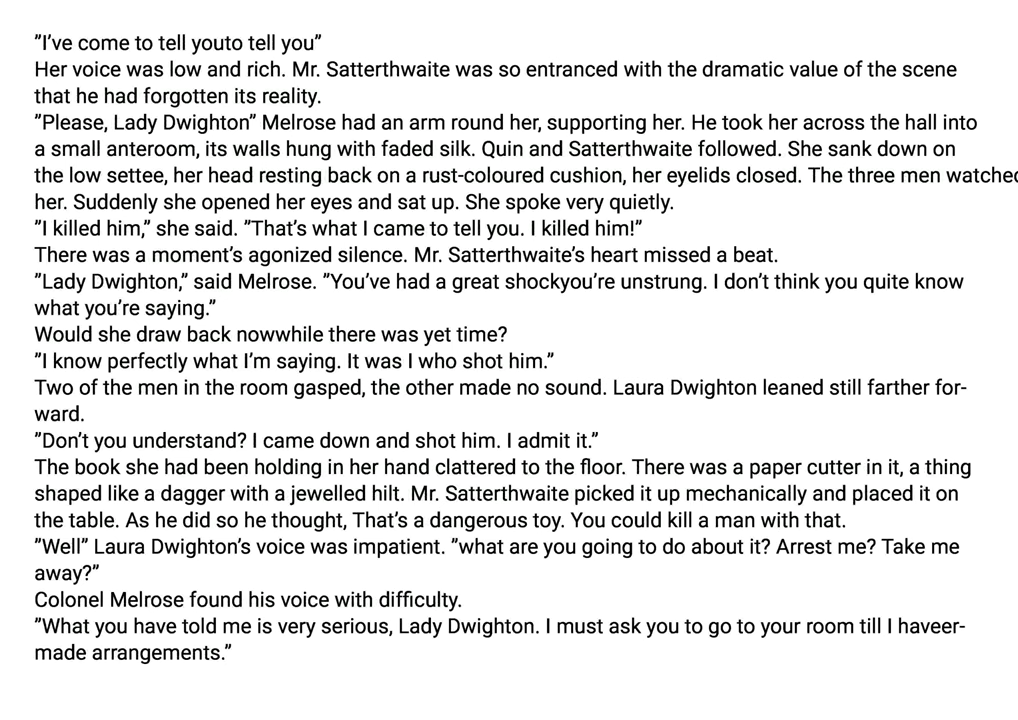 ”I’ve come to tell youto tell you”
Her voice was low and rich. Mr. Satterthwaite was so entranced with the dramatic value of the scene
that he had forgotten its reality.
”Please, Lady Dwighton” Melrose had an arm round her, supporting her. He took her across the hall into
a small anteroom, its walls hung with faded silk. Quin and Satterthwaite followed. She sank down on
the low settee, her head resting back on a rust-coloured cushion, her eyelids closed. The three men watched
her. Suddenly she opened her eyes and sat up. She spoke very quietly.
”I killed him,” she said. ”That’s what I came to tell you. I killed him!”
There was a moment’s agonized silence. Mr. Satterthwaite’s heart missed a beat.
”Lady Dwighton,” said Melrose. ”You’ve had a great shockyou’re unstrung. I don’t think you quite know
what you’re saying.”
Would she draw back nowwhile there was yet time?
”I know perfectly what I’m saying. It was I who shot him.”
Two of the men in the room gasped, the other made no sound. Laura Dwighton leaned still farther for-
ward.
”Don’t you understand? I came down and shot him. I admit it.”
The book she had been holding in her hand clattered to the floor. There was a paper cutter in it, a thing
shaped like a dagger with a jewelled hilt. Mr. Satterthwaite picked it up mechanically and placed it on
the table. As he did so he thought, That’s a dangerous toy. You could kill a man with that.
”Well” Laura Dwighton’s voice was impatient. ”what are you going to do about it? Arrest me? Take me
away?”
Colonel Melrose found his voice with difficulty.
”What you have told me is very serious, Lady Dwighton. I must ask you to go to your room till I haveer-
made arrangements.”